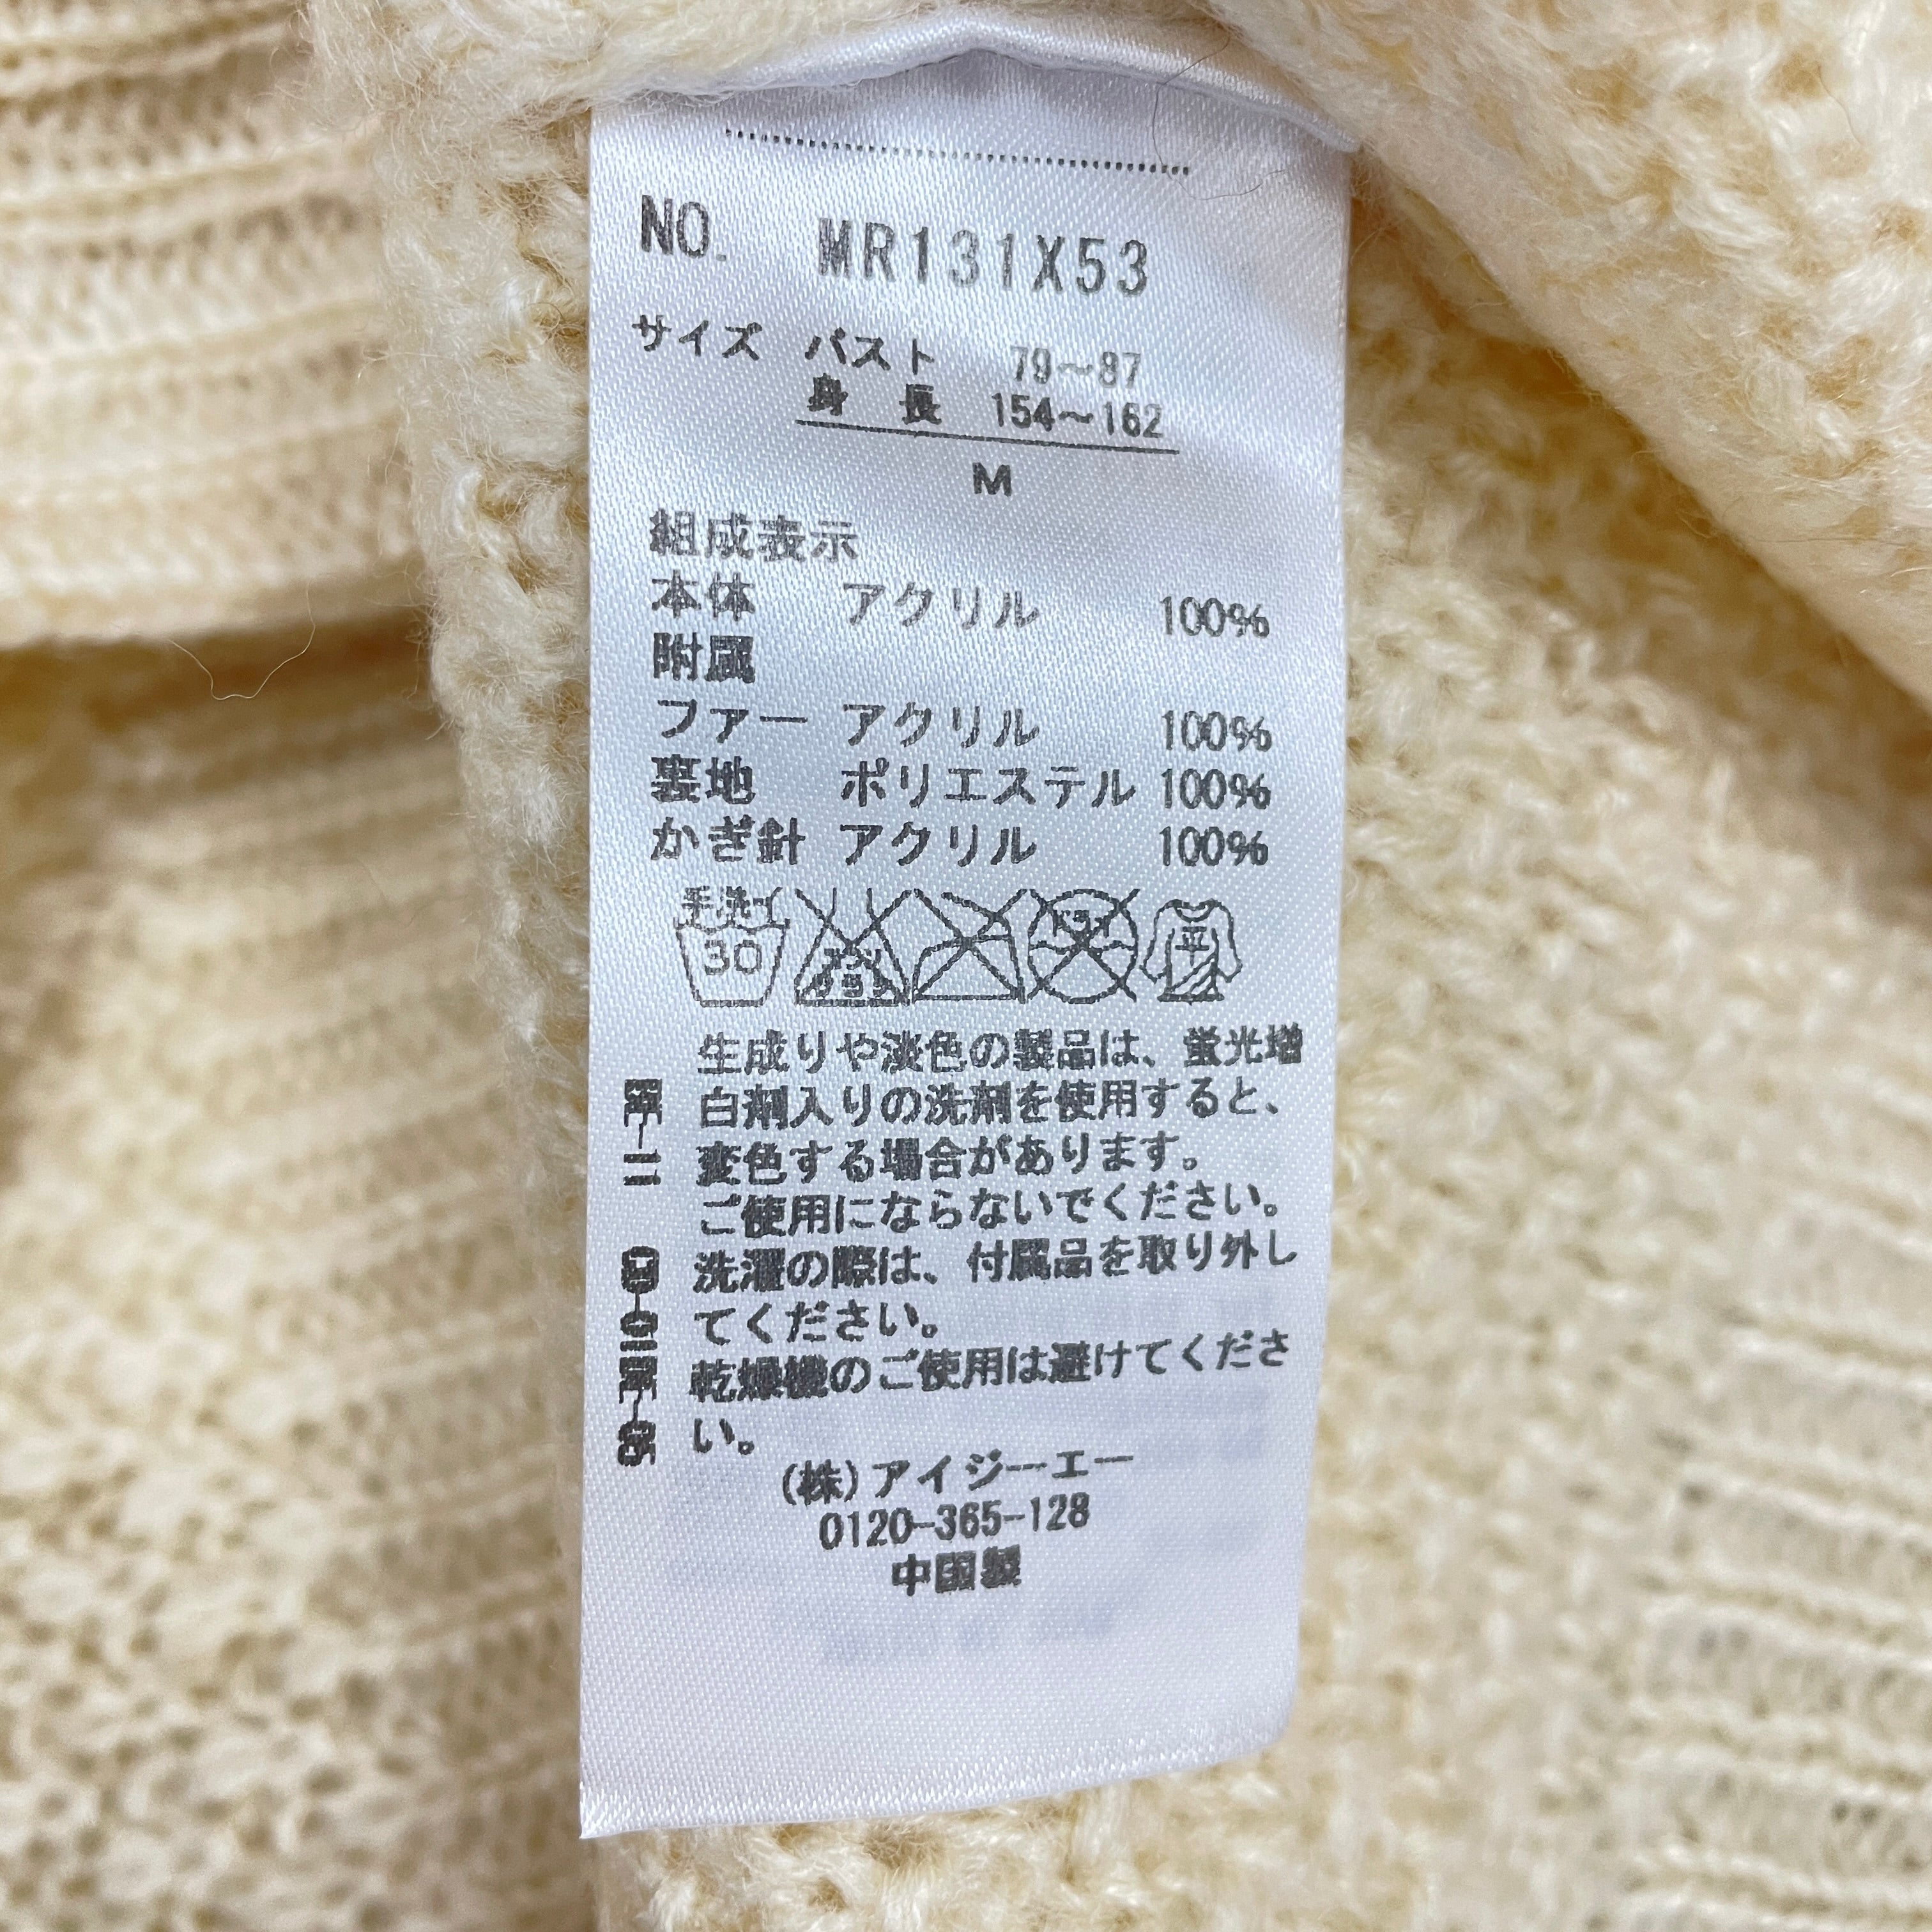 NO. MR131X53
サイズ バスト 79～87
身長 154～162
M
組成表示
本体 アクリル 100%
附属
ファー アクリル 100%
裏地 ポリエステル 100%
かぎ針 アクリル 100%
手洗イ
30
平
生成りや淡色の製品は、蛍光増
白剤入りの洗剤を使用すると、
変色する場合があります。
ご使用にならないでください。
洗濯の際は、付属品を取り外し
てください。
乾燥機のご使用は避けてくださ
い。
(株)アイジーエー
0120-365-128
中国製